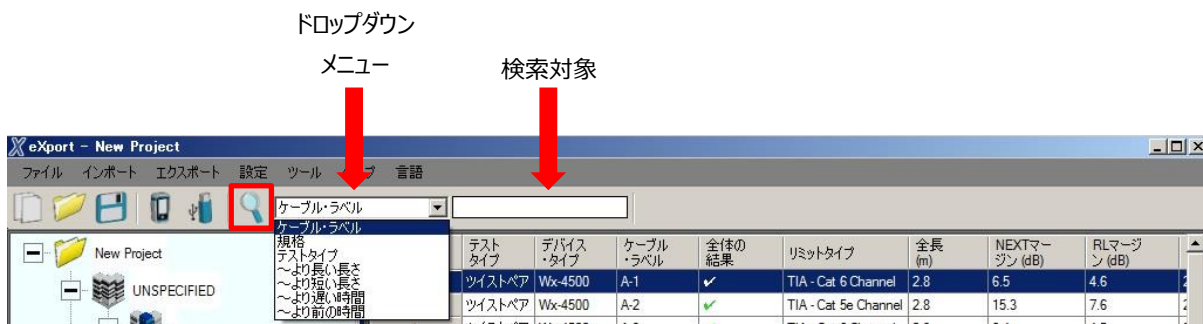 ドロップダウン
メニュー
検索対象
eXport - New Project
ファイル インポート エクスポート 設定 ツール 言語
ケーブル・ラベル
ケーブル・ラベル
規格
テストタイプ
～より長い長さ
～より短い長さ
～より遅い時間
～より前の時間
New Project
UNSPECIFIED
テスト
タイプ
デバイス
・タイプ
ケーブル
・ラベル
全体の
結果
リミットタイプ
全長
(m)
NEXTマー
ジン (dB)
RLマージ
ン (dB)
ツイストペア Wx-4500 A-1 ✓ TIA - Cat 6 Channel 2.8 6.5 4.6
ツイストペア Wx-4500 A-2 ✓ TIA - Cat 5e Channel 2.8 15.3 7.6